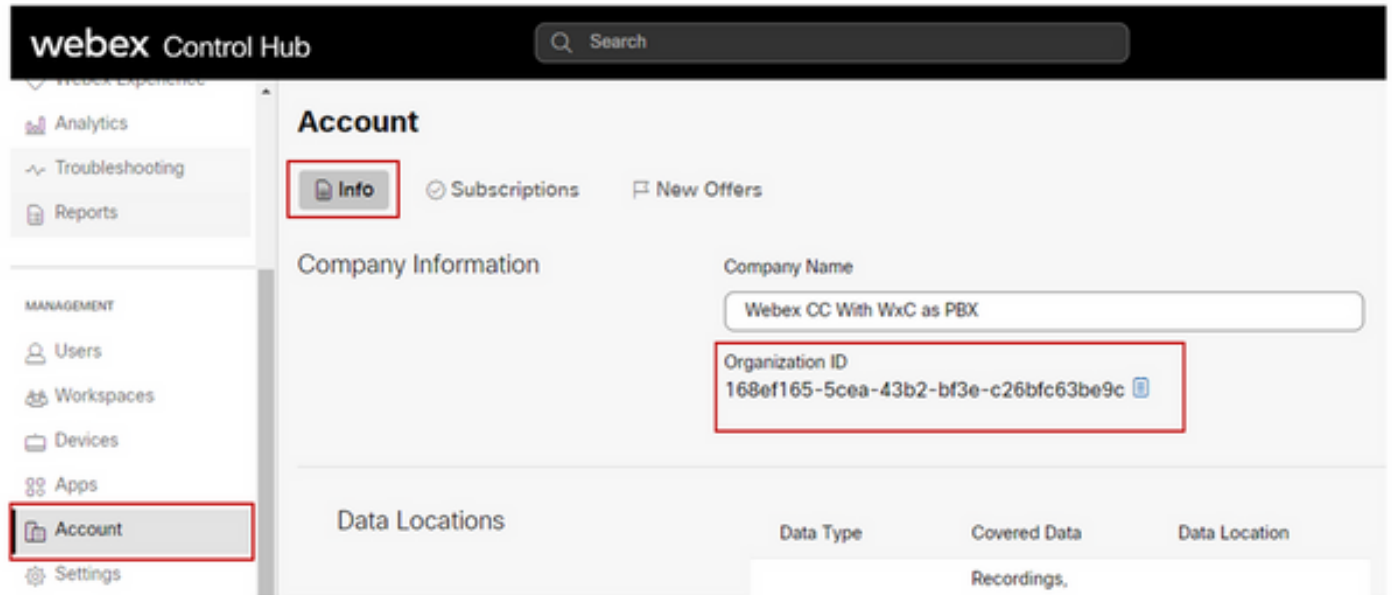 webex Control Hub
Search
Webex Experience
Analytics
Troubleshooting
Reports
MANAGEMENT
Users
Workspaces
Devices
Apps
Account
Settings
Account
Info
Subscriptions
New Offers
Company Information
Company Name
Webex CC With WxC as PBX
Organization ID
168ef165-5cea-43b2-bf3e-c26bfc63be9c
Data Locations
Data Type Covered Data Data Location
Recordings,